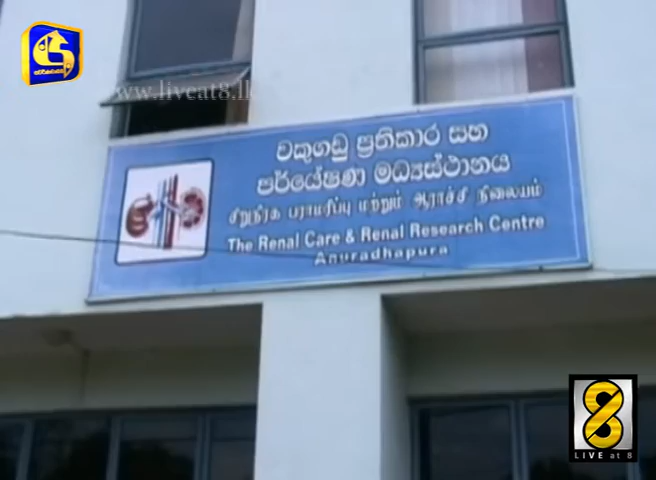 www.liveat8.lk
වකුගඩු ප්‍රතිකාර සහ
පර්යේෂණ මධ්‍යස්ථානය
சிறுநீரக பராமரிப்பு மற்றும் ஆராச்சி நிலையம்
The Renal Care & Renal Research Centre
Anuradhapura
8
LIVE at 8